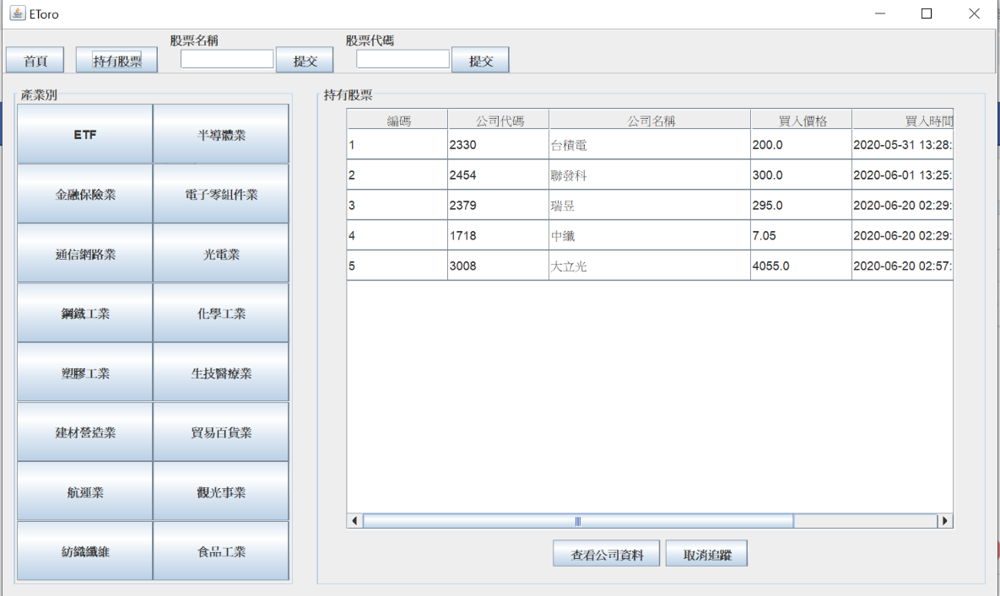 EToro
股票名稱 股票代碼
首頁 持有股票 提交 提交
產業別
ETF 半導體業
金融保險業 電子零組件業
通信網路業 光電業
鋼鐵工業 化學工業
塑膠工業 生技醫療業
建材營造業 貿易百貨業
航運業 觀光事業
紡織纖維 食品工業
持有股票
編碼 公司代碼 公司名稱 買入價格 買入時間
1 2330 台積電 200.0 2020-05-31 13:28:
2 2454 聯發科 300.0 2020-06-01 13:25:
3 2379 瑞昱 295.0 2020-06-20 02:29:
4 1718 中纖 7.05 2020-06-20 02:29:
5 3008 大立光 4055.0 2020-06-20 02:57:
查看公司資料 取消追蹤